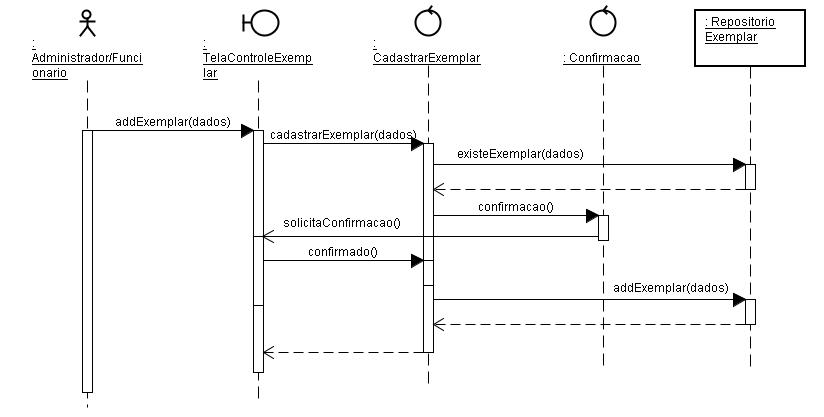 :
Administrador/Funci
onario
:
TelaControleExemp
lar
:
CadastrarExemplar
: Confirmacao
: Repositorio
Exemplar
addExemplar(dados)
cadastrarExemplar(dados)
existeExemplar(dados)
confirmacao()
solicitaConfirmacao()
confirmado()
addExemplar(dados)